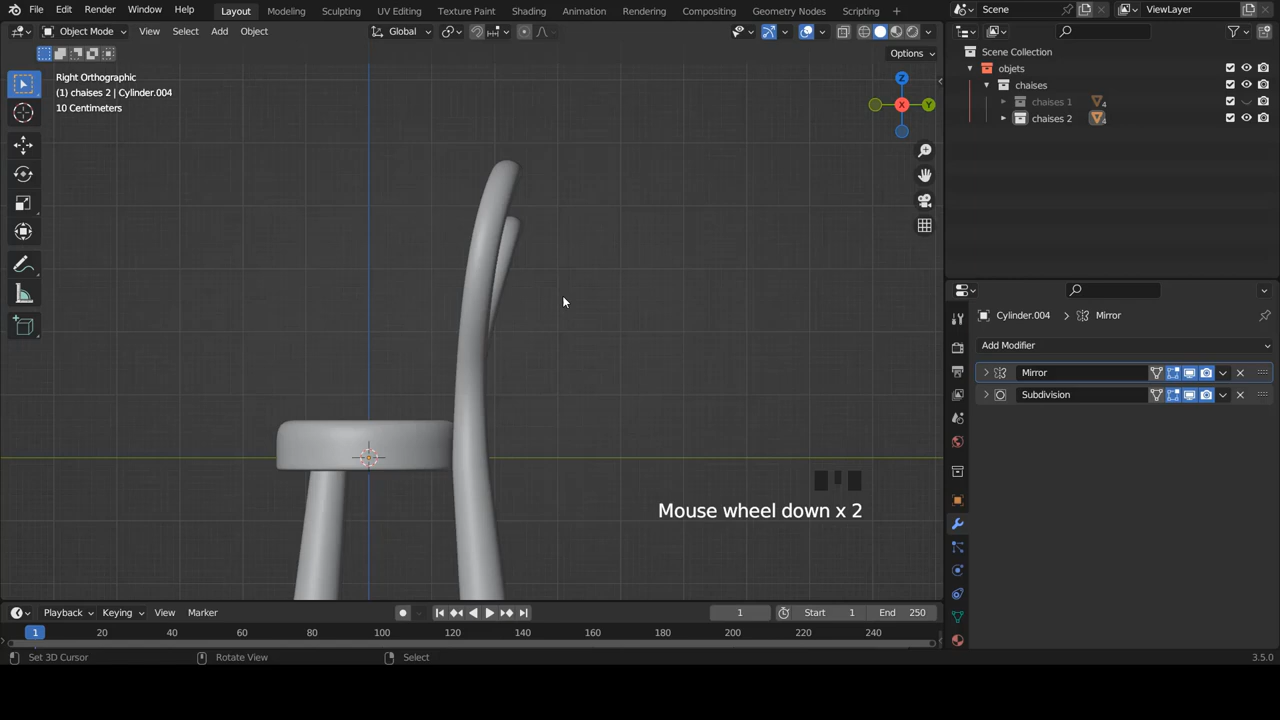 File Edit Render Window Help
Layout Modeling Sculpting UV Editing Texture Paint Shading Animation Rendering Compositing Geometry Nodes Scripting +
Scene ViewLayer
Object Mode View Select Add Object Global
Options
Right Orthographic
(1) chaises 2 | Cylinder.004
10 Centimeters
Z
X
Y
Scene Collection
objets
chaises
chaises 1 4
chaises 2 4
Cylinder.004 > Mirror
Add Modifier
Mirror
Subdivision
Mouse wheel down x 2
Playback Keying View Marker 1 Start 1 End 250
1 20 40 60 80 100 120 140 160 180 200 220 240
Set 3D Cursor Rotate View Select 3.5.0